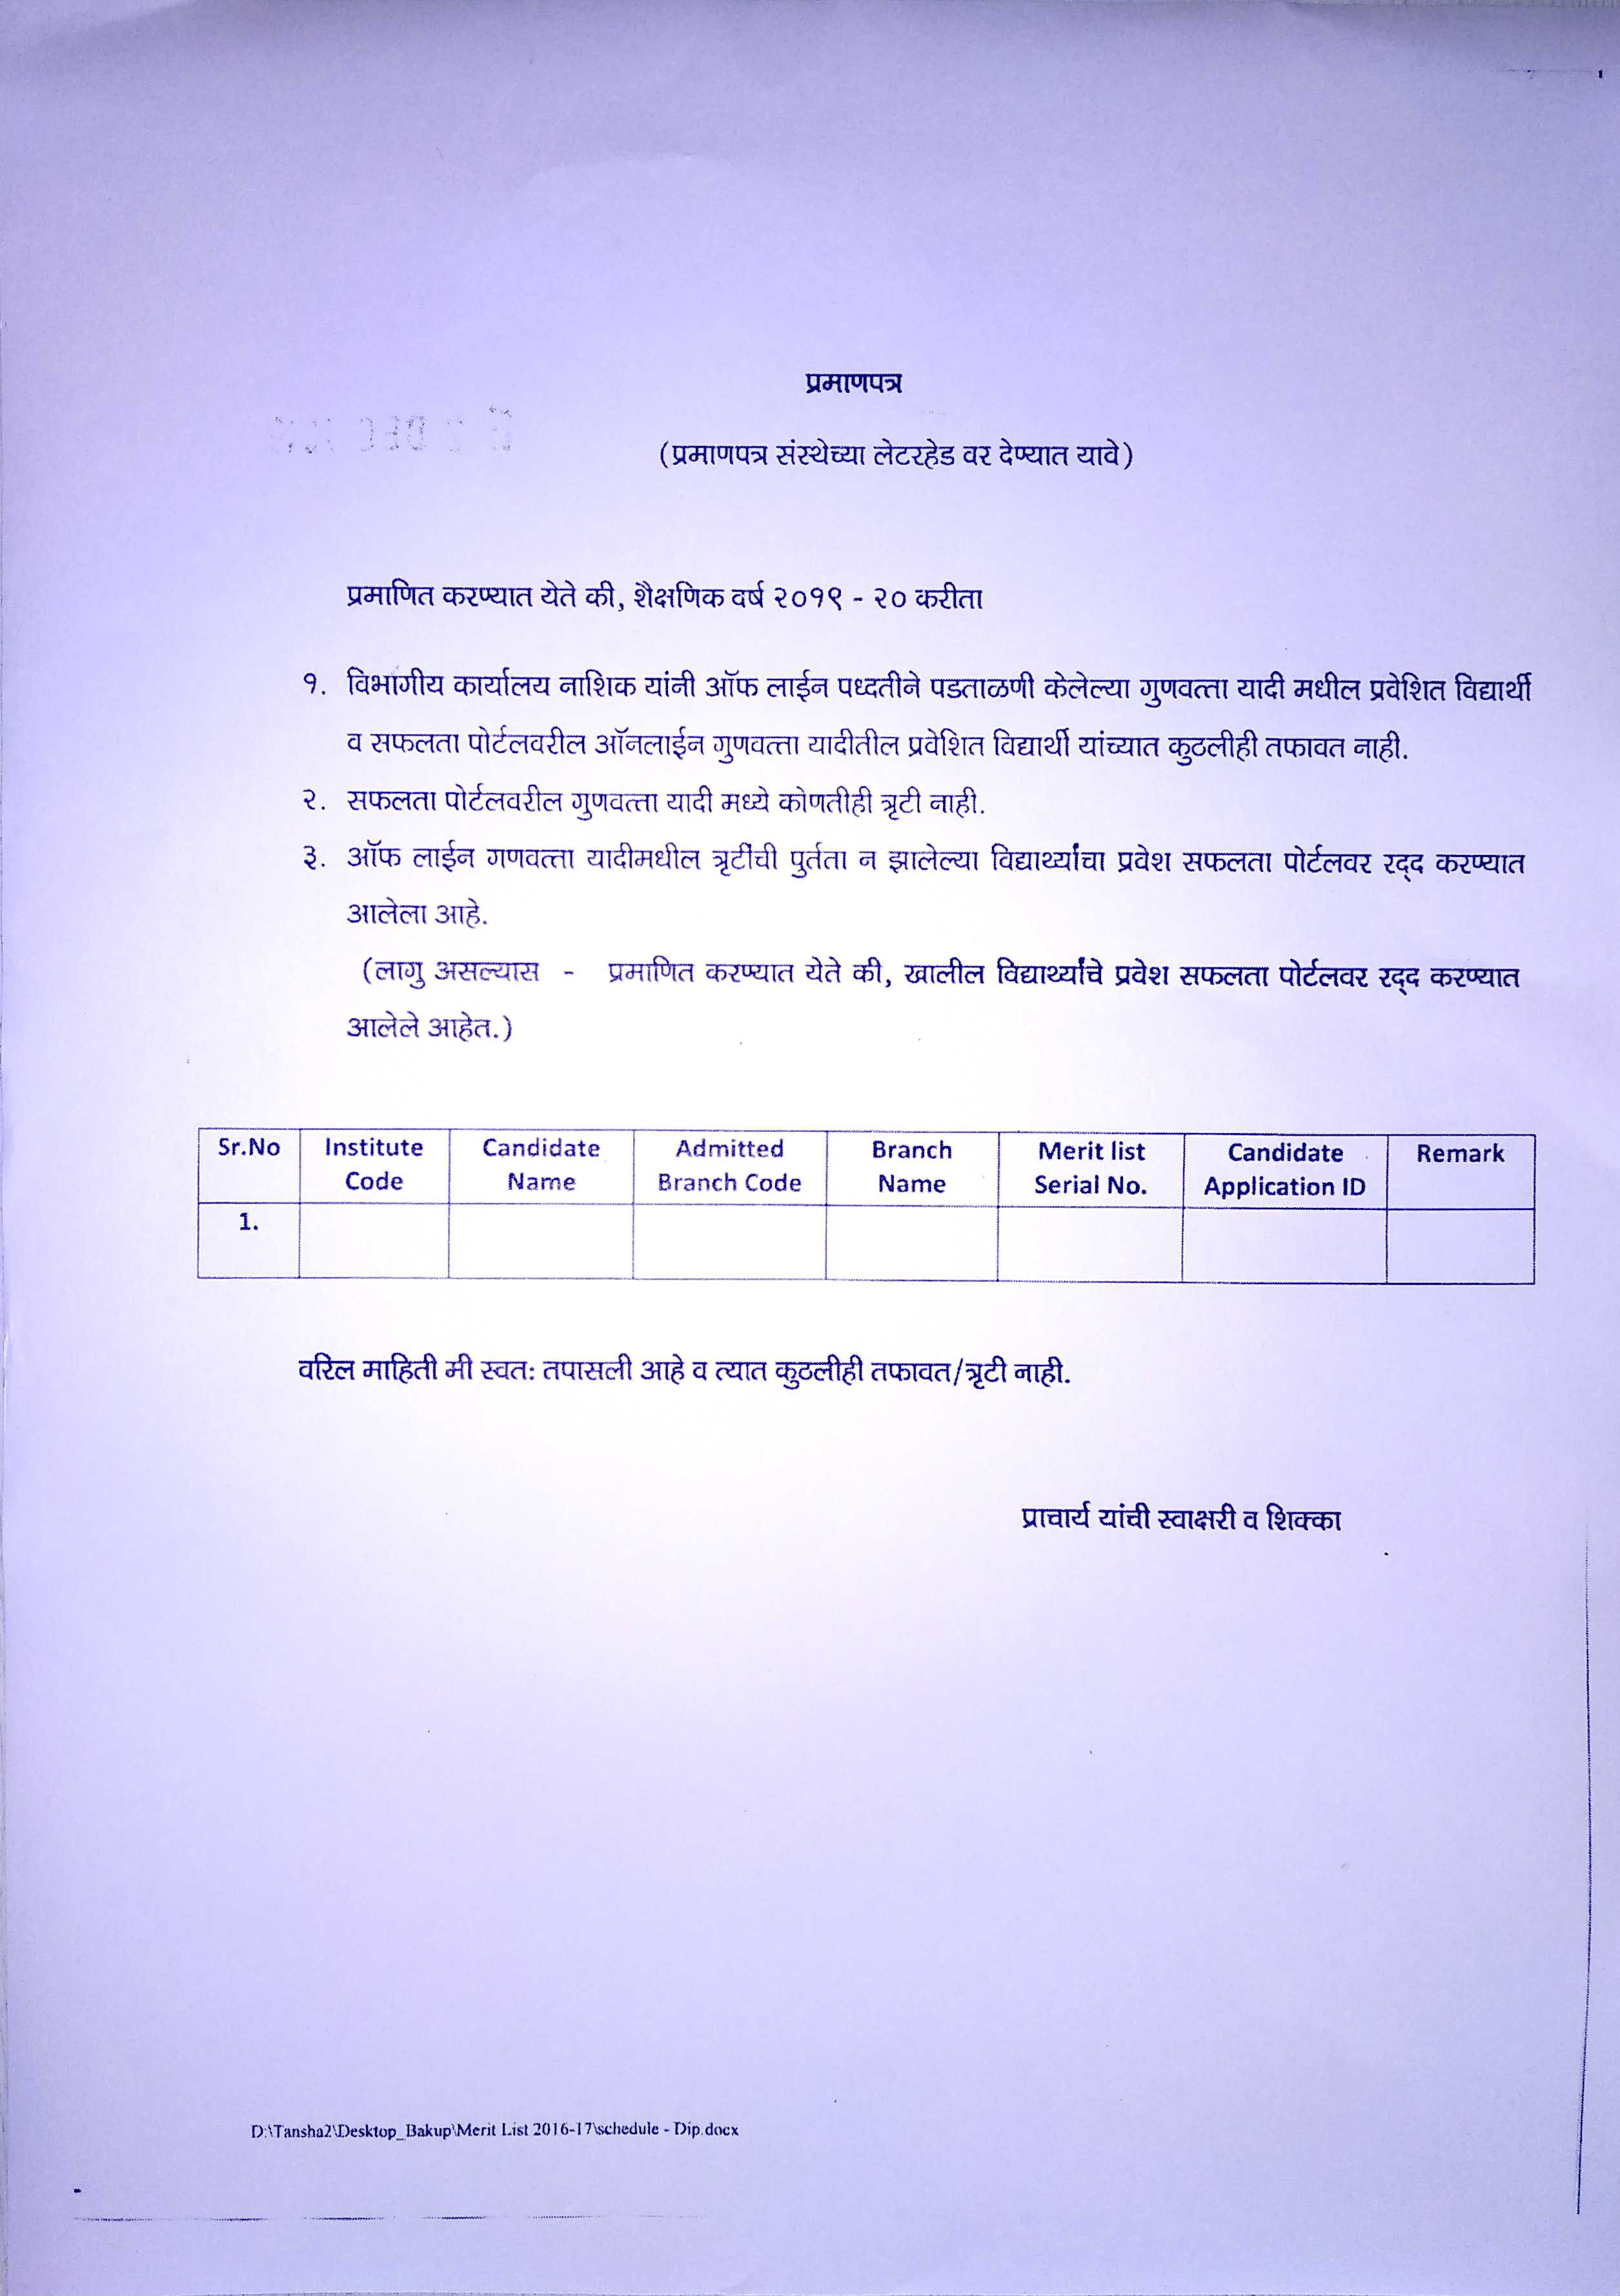 प्रमाणपत्र
(प्रमाणपत्र संस्थेच्या लेटरहेड वर देण्यात यावे)
प्रमाणित करण्यात येते की, शैक्षणिक वर्ष २०१९ - २० करीता
१. विभागीय कार्यालय नाशिक यांनी ऑफ लाईन पध्दतीने पडताळणी केलेल्या गुणवत्ता यादी मधील प्रवेशित विद्यार्थी
व सफलता पोर्टलवरील ऑनलाईन गुणवत्ता यादीतील प्रवेशित विद्यार्थी यांच्यात कुठलीही तफावत नाही.
२. सफलता पोर्टलवरील गुणवत्ता यादी मध्ये कोणतीही त्रृटी नाही.
३. ऑफ लाईन गणवत्ता यादीमधील त्रृटींची पुर्तता न झालेल्या विद्यार्थ्यांचा प्रवेश सफलता पोर्टलवर रद्द करण्यात
आलेला आहे.
(लागु असल्यास - प्रमाणित करण्यात येते की, खालील विद्यार्थ्यांचे प्रवेश सफलता पोर्टलवर रद्द करण्यात
आलेले आहेत.)
Sr.No Institute Candidate Admitted Branch Merit list Candidate Remark
Code Name Branch Code Name Serial No. Application ID
1.
वरिल माहिती मी स्वत: तपासली आहे व त्यात कुठलीही तफावत/त्रृटी नाही.
प्राचार्य यांची स्वाक्षरी व शिक्का
D:\Tansha2\Desktop_Bakup\Merit List 2016-17\schedule - Dip.docx